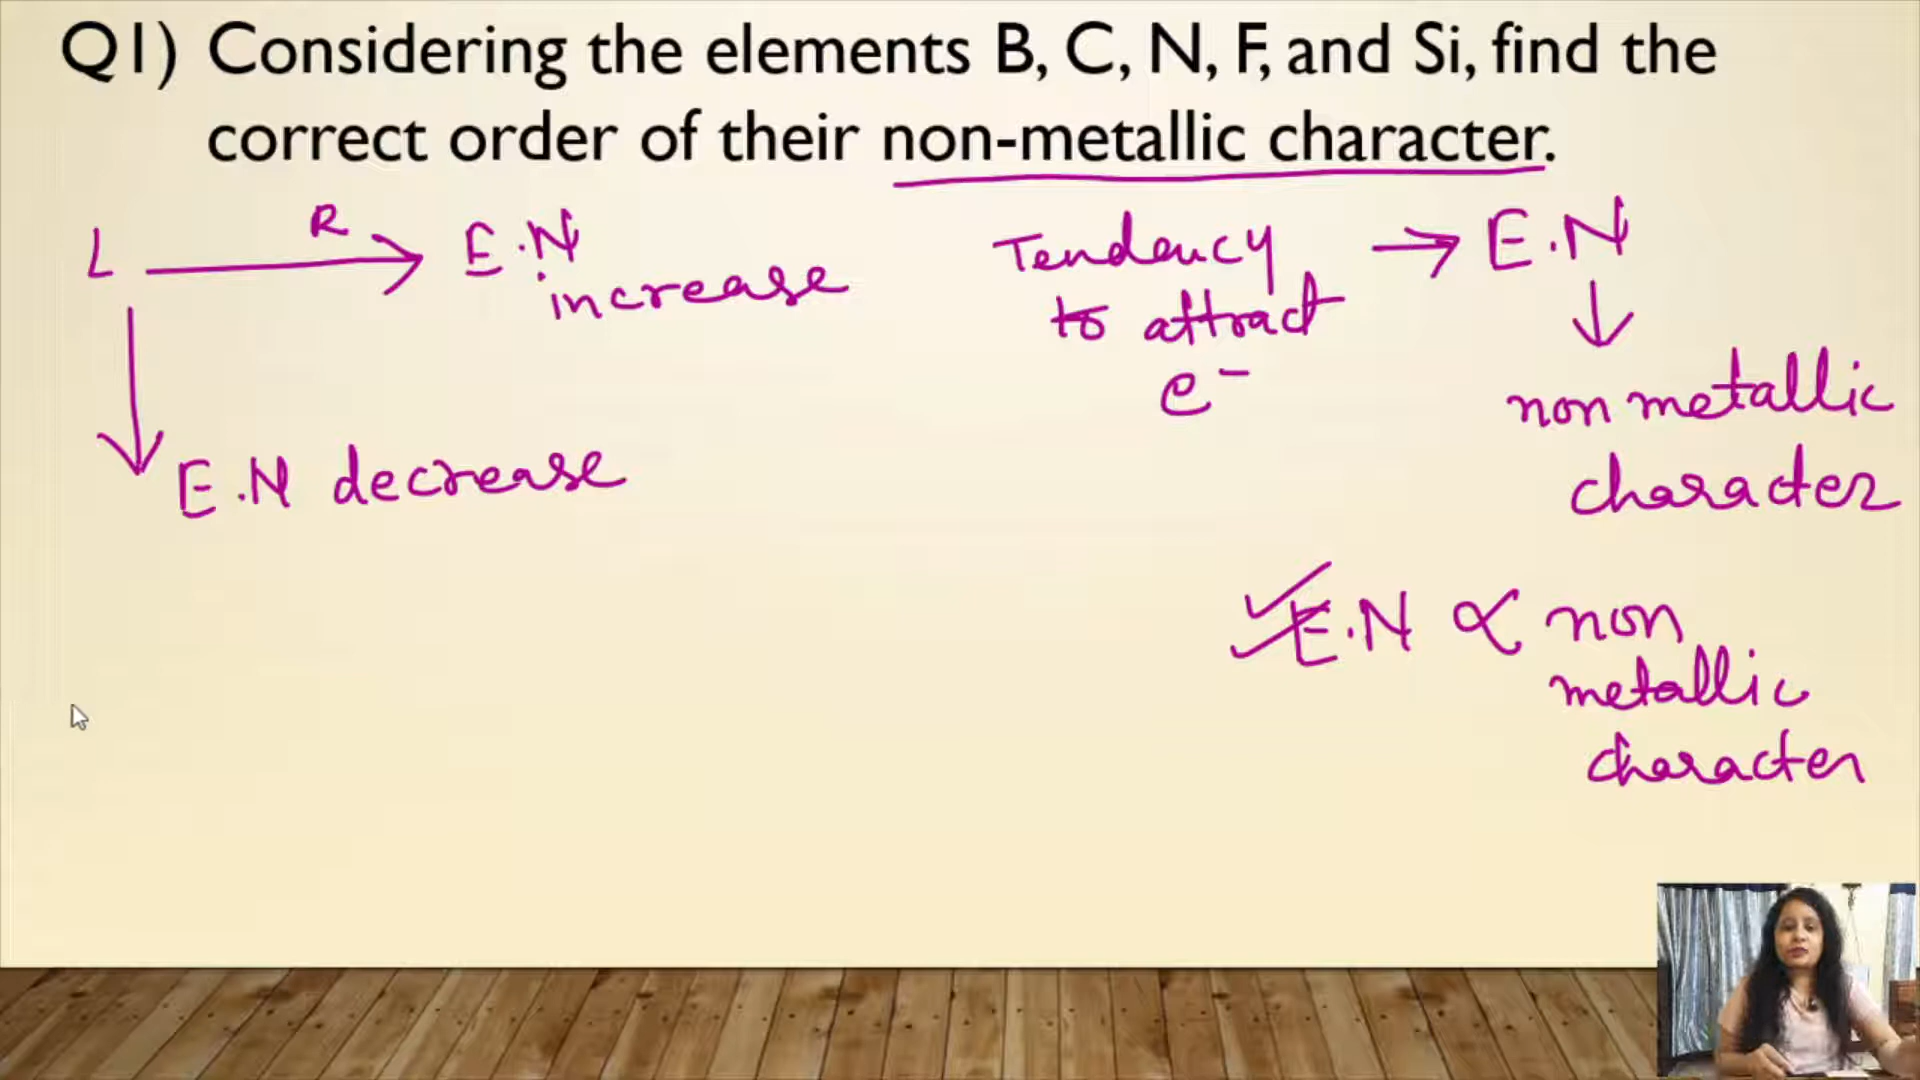 Q1) Considering the elements B, C, N, F, and Si, find the
correct order of their non-metallic character.
L R E.N
increase
E.N decrease
Tendency → E.N
to attract
e⁻
↓
non metallic
character
E.N ∝ non
metallic
character